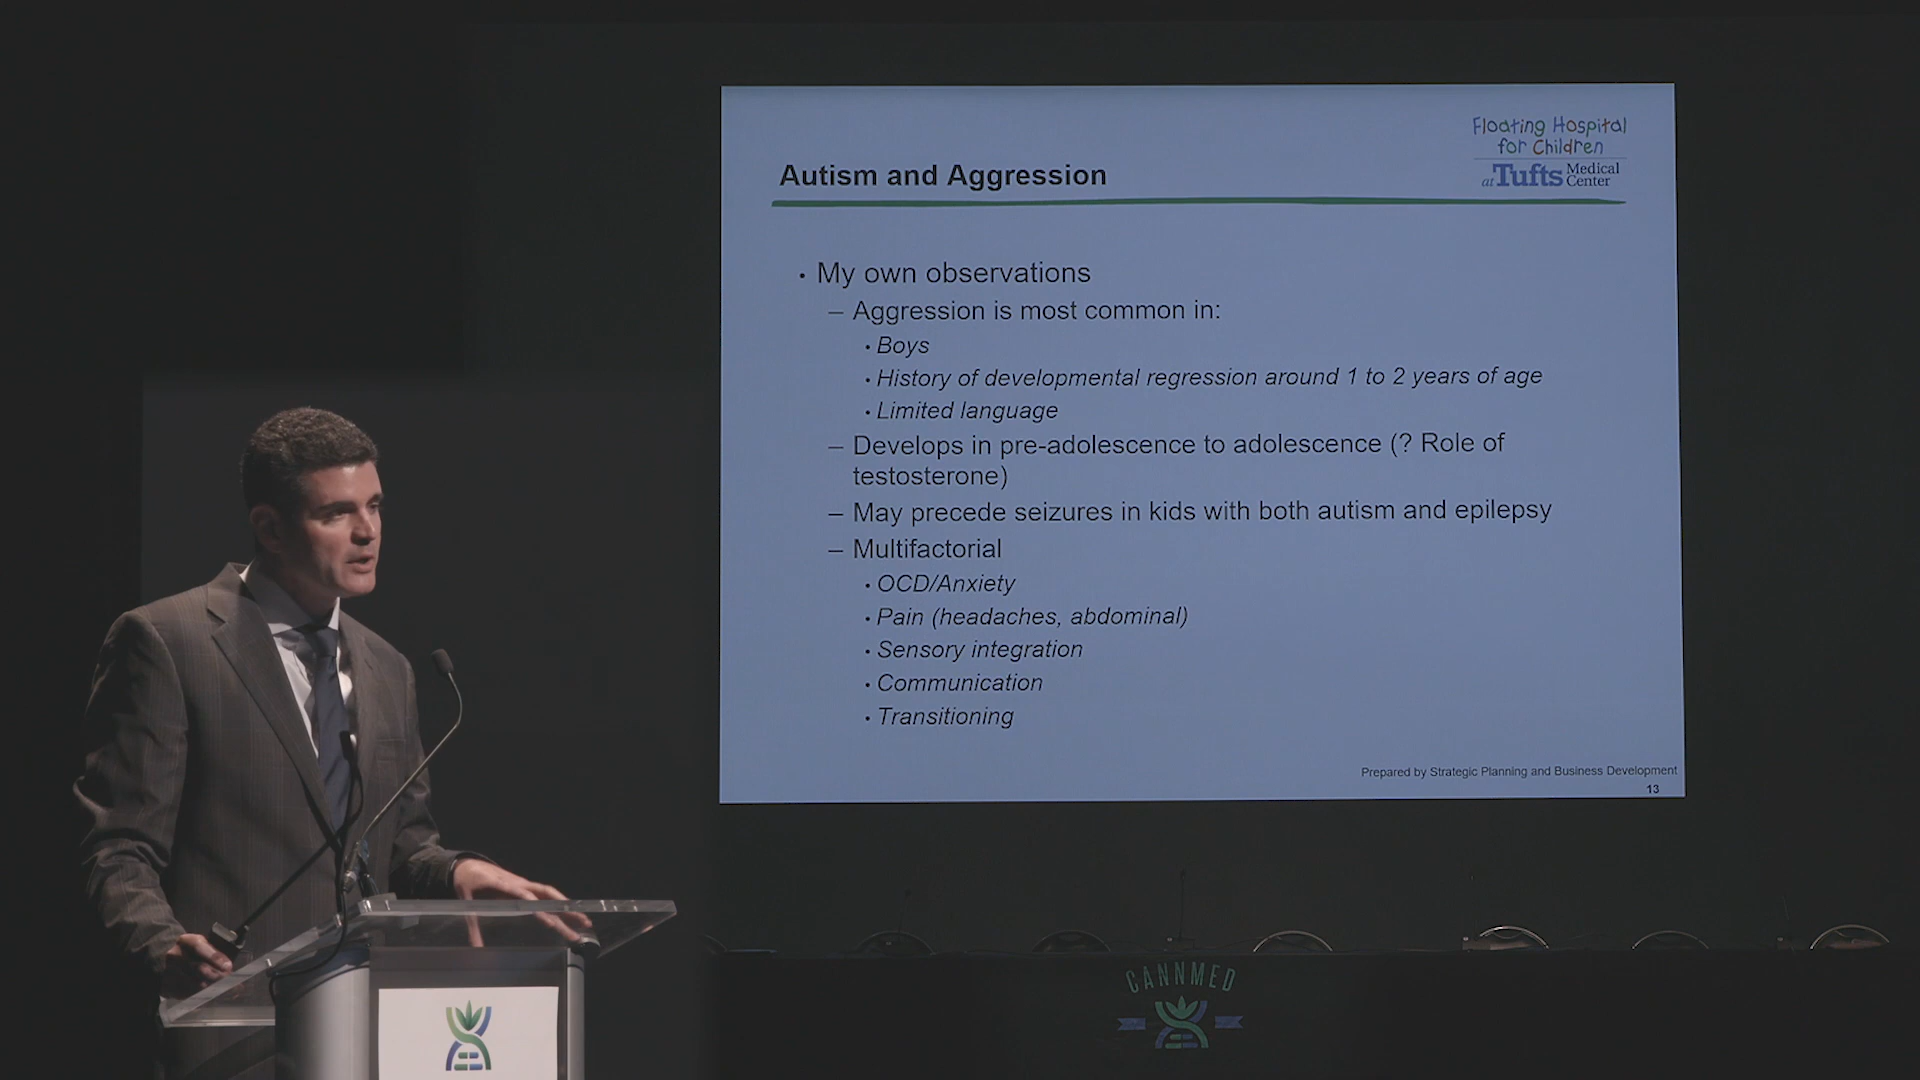 Floating Hospital
for Children
at Tufts Medical Center
Autism and Aggression
• My own observations
– Aggression is most common in:
• Boys
• History of developmental regression around 1 to 2 years of age
• Limited language
– Develops in pre-adolescence to adolescence (? Role of
testosterone)
– May precede seizures in kids with both autism and epilepsy
– Multifactorial
• OCD/Anxiety
• Pain (headaches, abdominal)
• Sensory integration
• Communication
• Transitioning
Prepared by Strategic Planning and Business Development
13
CANNMED